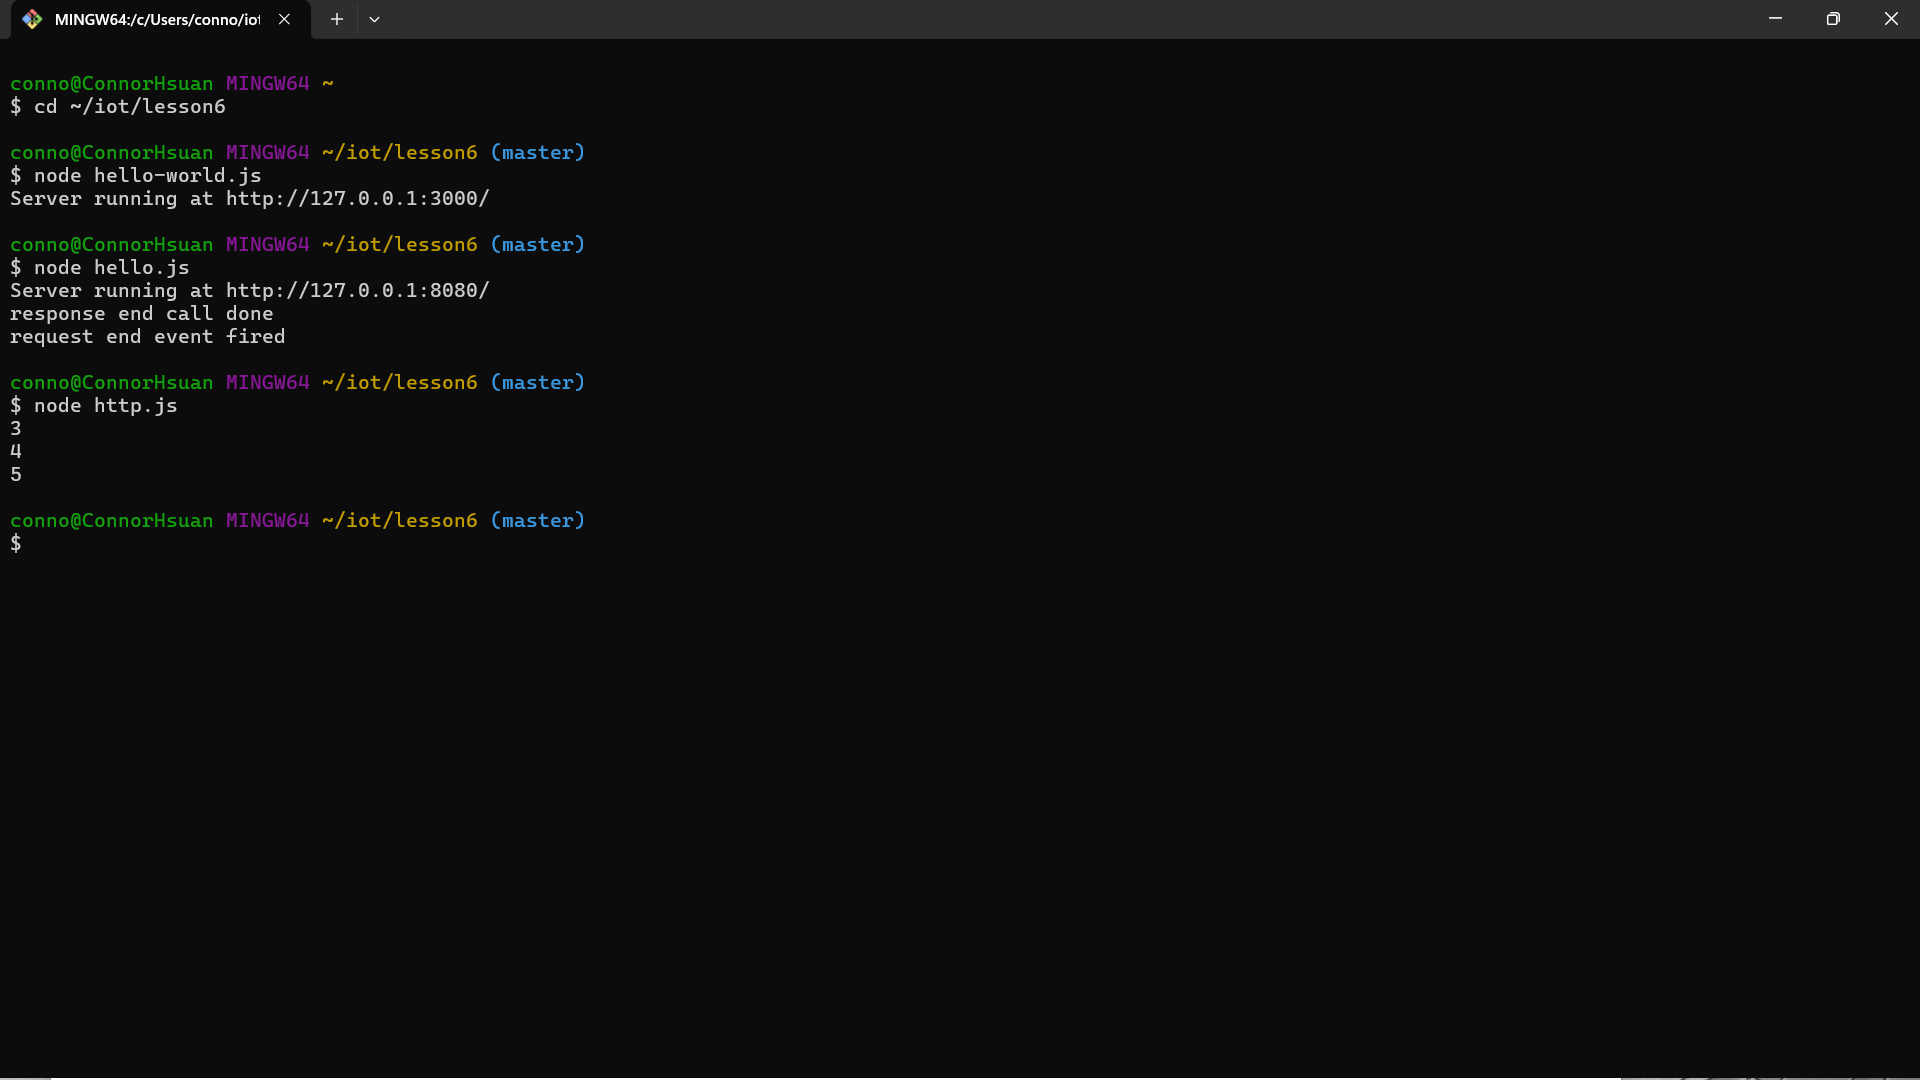 MINGW64:/c/Users/conno/iot
conno@ConnorHsuan MINGW64 ~
$ cd ~/iot/lesson6
conno@ConnorHsuan MINGW64 ~/iot/lesson6 (master)
$ node hello-world.js
Server running at http://127.0.0.1:3000/
conno@ConnorHsuan MINGW64 ~/iot/lesson6 (master)
$ node hello.js
Server running at http://127.0.0.1:8080/
response end call done
request end event fired
conno@ConnorHsuan MINGW64 ~/iot/lesson6 (master)
$ node http.js
3
4
5
conno@ConnorHsuan MINGW64 ~/iot/lesson6 (master)
$